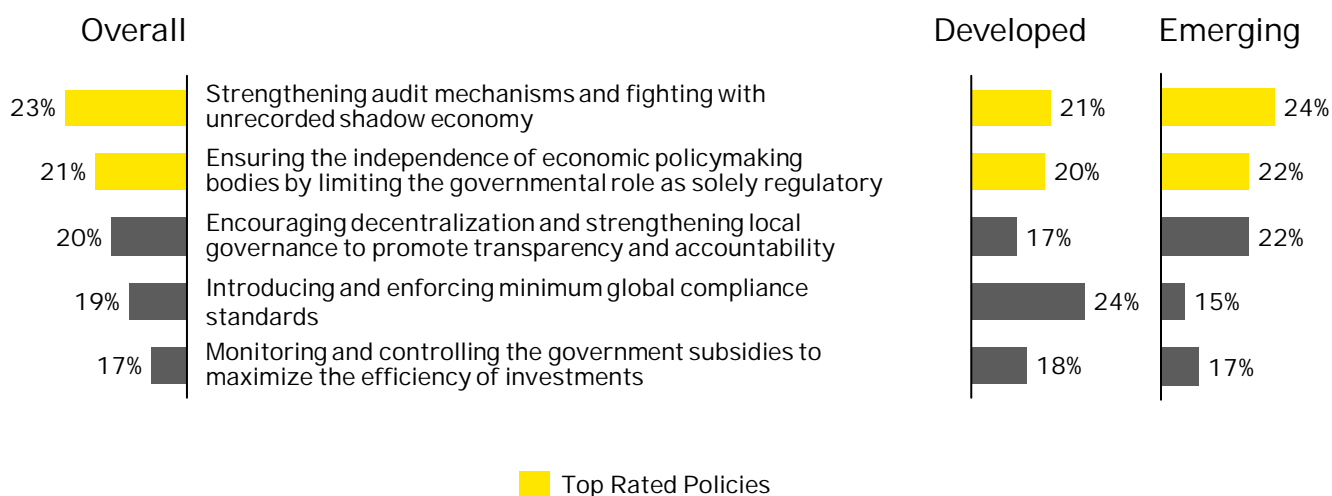 Overall
Developed
Emerging
23%
Strengthening audit mechanisms and fighting with
unrecorded shadow economy
21%
24%
21%
Ensuring the independence of economic policymaking
bodies by limiting the governmental role as solely regulatory
20%
22%
20%
Encouraging decentralization and strengthening local
governance to promote transparency and accountability
17%
22%
19%
Introducing and enforcing minimum global compliance
standards
24%
15%
17%
Monitoring and controlling the government subsidies to
maximize the efficiency of investments
18%
17%
Top Rated Policies